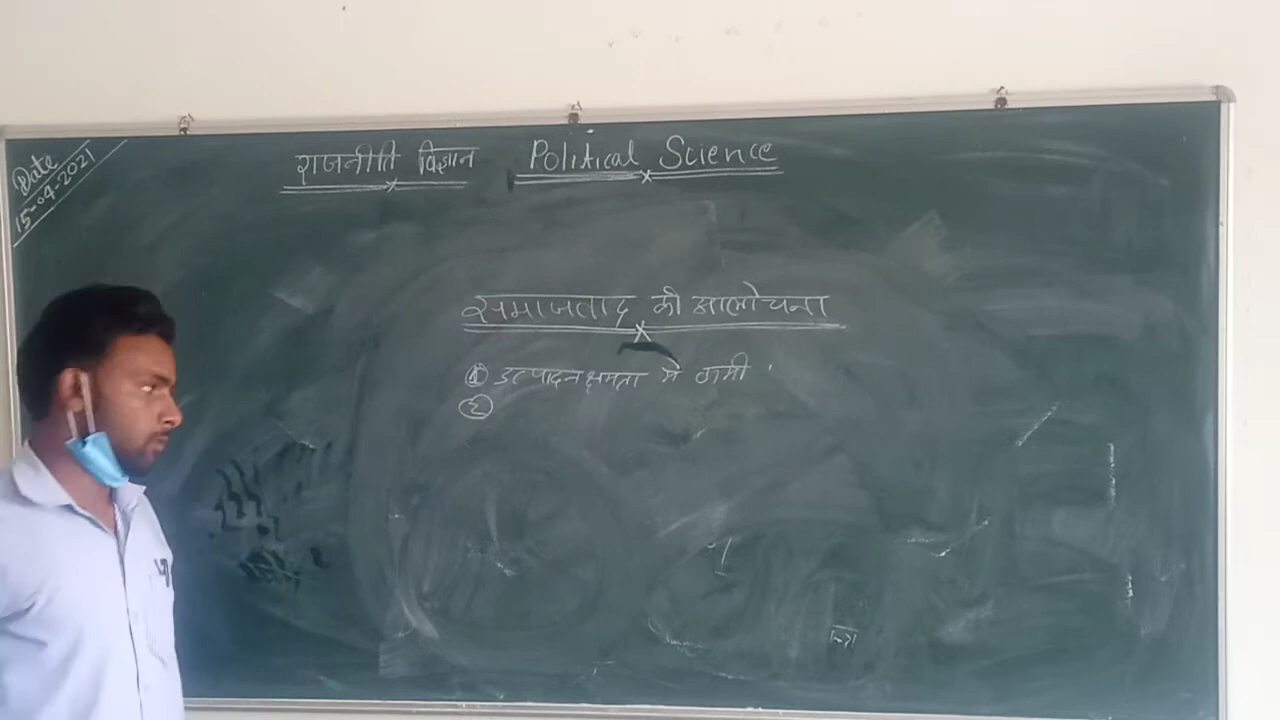 Date
15-04-2021
राजनीति विज्ञान Political Science
समाजवाद की आलोचना
① उत्पादन क्षमता मे कमी
②